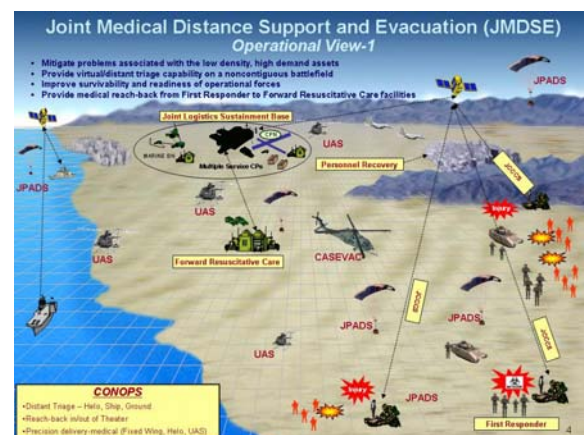 Joint Medical Distance Support and Evacuation (JMDSE)
Operational View-1
• Mitigate problems associated with the low density, high demand assets
• Provide virtual/distant triage capability on a noncontiguous battlefield
• Improve survivability and readiness of operational forces
• Provide medical reach-back from First Responder to Forward Resuscitative Care facilities
JPADS
Joint Logistics Sustainment Base
UAS
Multiple Service CPs
Personnel Recovery
JPADS
UAS
Injury
UAS
Forward Resuscitative Care
CASEVAC
JPADS
JPADS
UAS
Injury
JPADS
First Responder
CONOPS
•Distant Triage – Helo, Ship, Ground
•Reach-back in/out of Theater
•Precision delivery-medical (Fixed Wing, Helo, UAS)
4